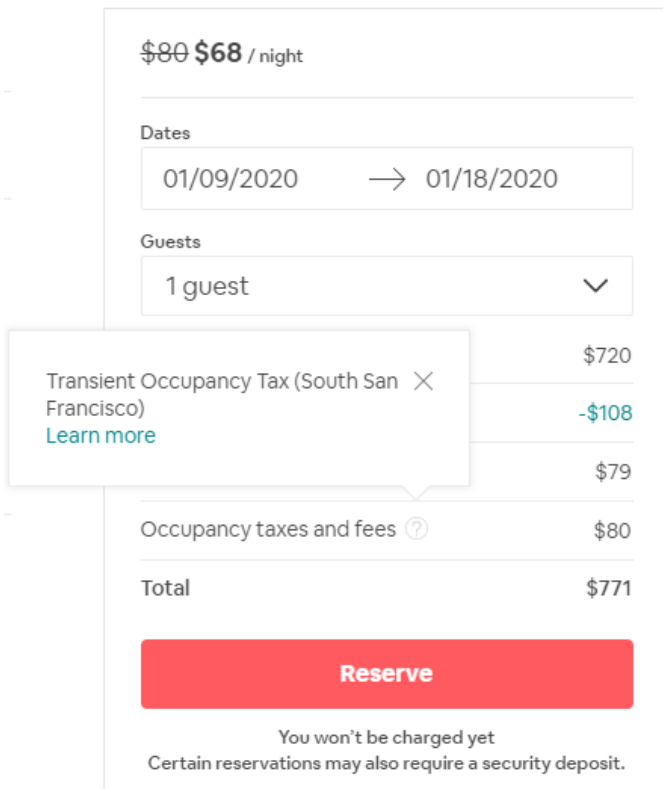 $80 $68 / night
Dates
01/09/2020 → 01/18/2020
Guests
1 guest
$720
Transient Occupancy Tax (South San
Francisco)
Learn more
-$108
$79
Occupancy taxes and fees ? $80
Total $771
Reserve
You won't be charged yet
Certain reservations may also require a security deposit.